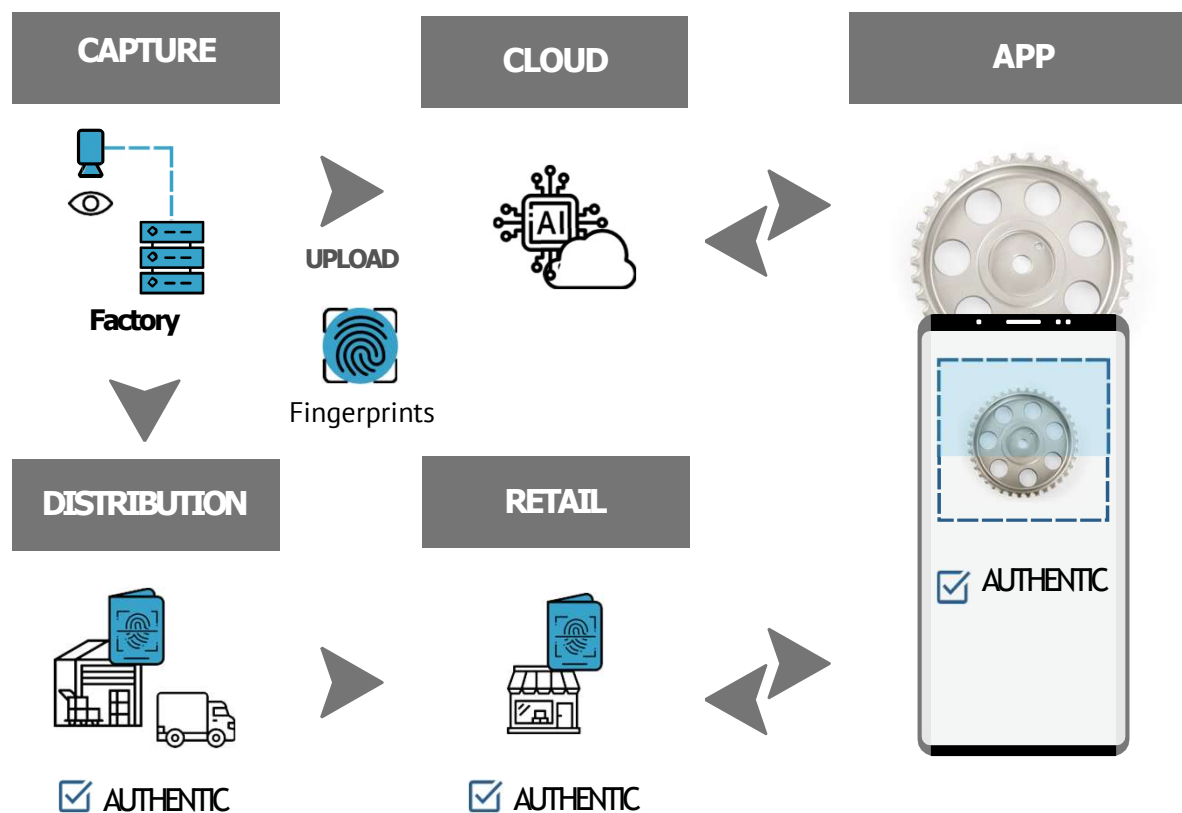 CAPTURE
CLOUD
APP
AI
UPLOAD
Factory
Fingerprints
DISTRIBUTION
RETAIL
AUTHENTIC
AUTHENTIC
AUTHENTIC